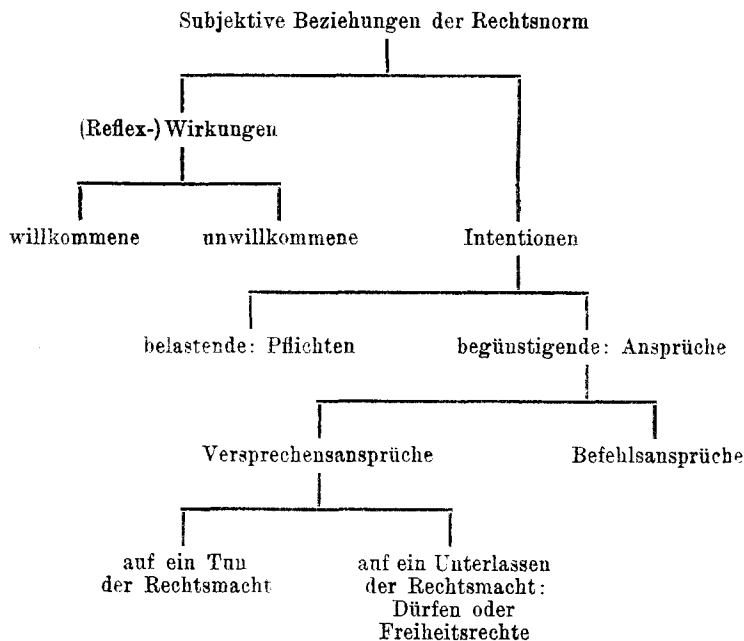 Subjektive Beziehungen der Rechtsnorm
(Reflex-) Wirkungen
willkommene unwillkommene Intentionen
belastende: Pflichten begünstigende: Ansprüche
Versprechensansprüche Befehlsansprüche
auf ein Tun
der Rechtsmacht
auf ein Unterlassen
der Rechtsmacht:
Dürfen oder
Freiheitsrechte